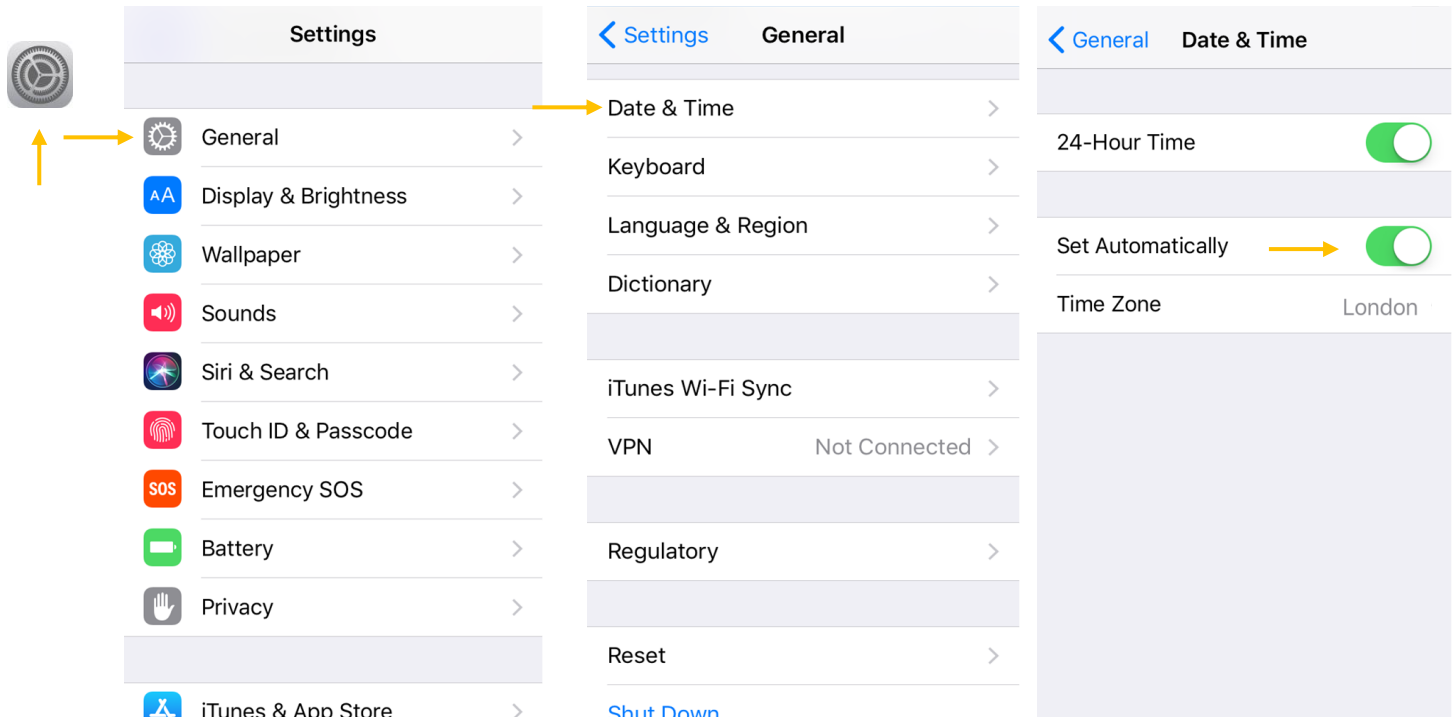 Settings
General
AA
Display & Brightness
Wallpaper
Sounds
Siri & Search
Touch ID & Passcode
SOS
Emergency SOS
Battery
Privacy
iTunes & App Store
Settings
General
Date & Time
Keyboard
Language & Region
Dictionary
iTunes Wi-Fi Sync
VPN Not Connected
Regulatory
Reset
Shut Down
General
Date & Time
24-Hour Time
Set Automatically
Time Zone London